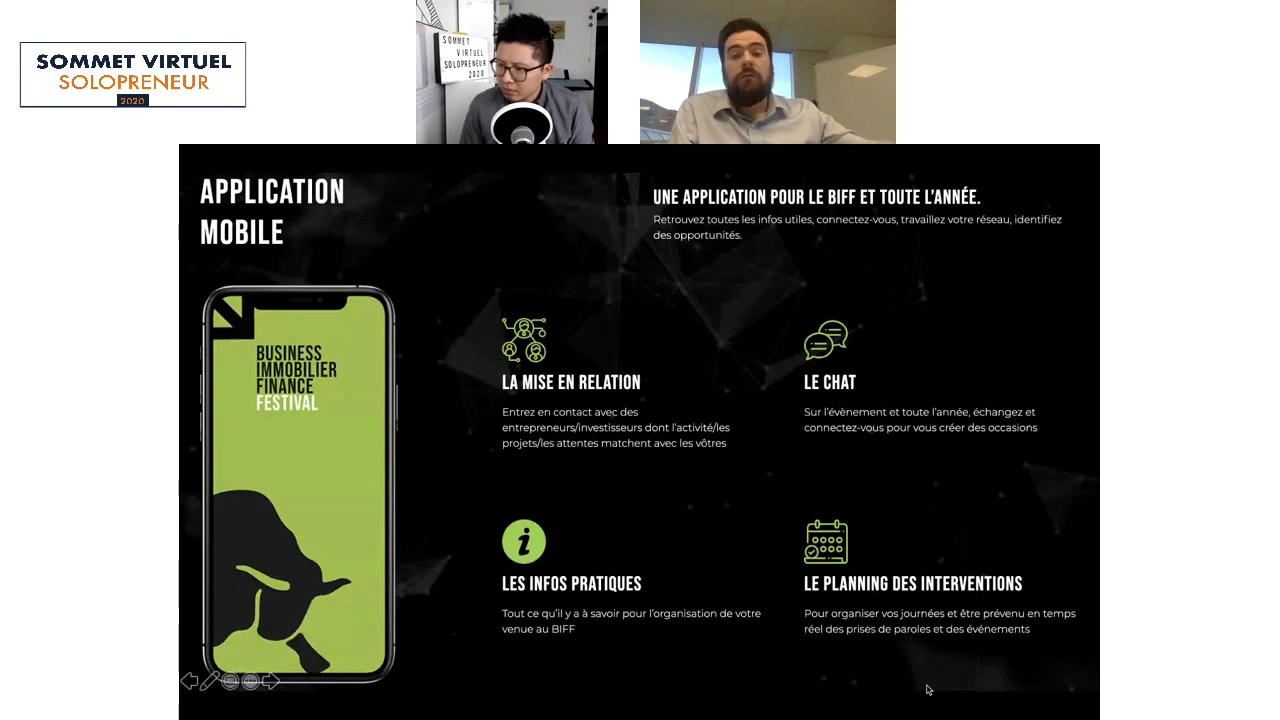 SOMMET VIRTUEL
SOLOPRENEUR
2020
SOMMET
VIRTUEL
SOLOPRENEUR
2020
APPLICATION
MOBILE
UNE APPLICATION POUR LE BIFF ET TOUTE L'ANNÉE.
Retrouvez toutes les infos utiles, connectez-vous, travaillez votre réseau, identifiez
des opportunités.
BUSINESS
IMMOBILIER
FINANCE
FESTIVAL
LA MISE EN RELATION
Entrez en contact avec des
entrepreneurs/investisseurs dont l'activité/les
projets/les attentes matchent avec les vôtres
LE CHAT
Sur l'évènement et toute l'année, échangez et
connectez-vous pour vous créer des occasions
LES INFOS PRATIQUES
Tout ce qu'il y a à savoir pour l'organisation de votre
venue au BIFF
LE PLANNING DES INTERVENTIONS
Pour organiser vos journées et être prévenu en temps
réel des prises de paroles et des événements